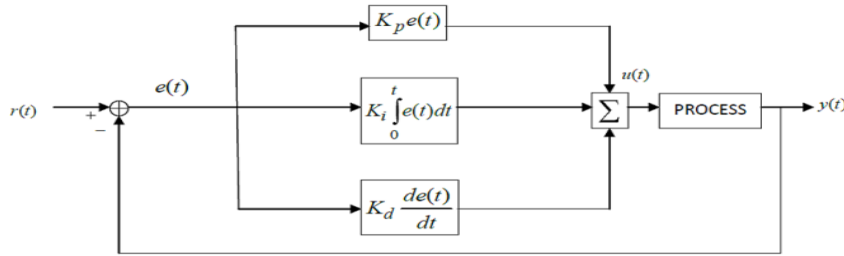 K_p e(t)
e(t)
u(t)
r(t)
+
−
K_i ∫_0^t e(t)dt
Σ
PROCESS
y(t)
K_d de(t)/dt